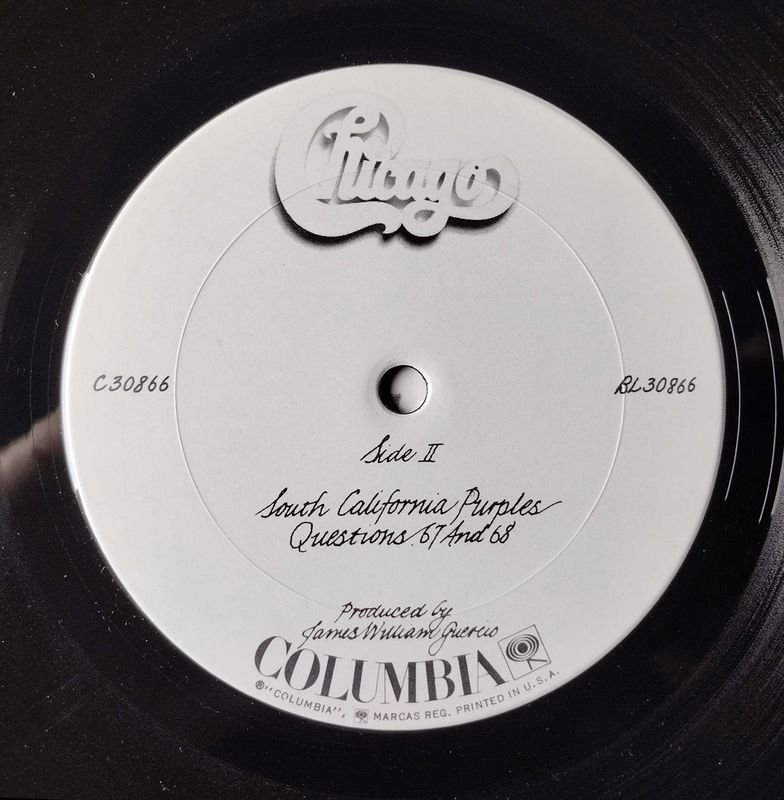 Chicago
C30866
BL30866
Side II
South California Purples
Questions 67 And 68
Produced by
James William Guercio
COLUMBIA
®"COLUMBIA", MARCAS REG. PRINTED IN U.S.A.